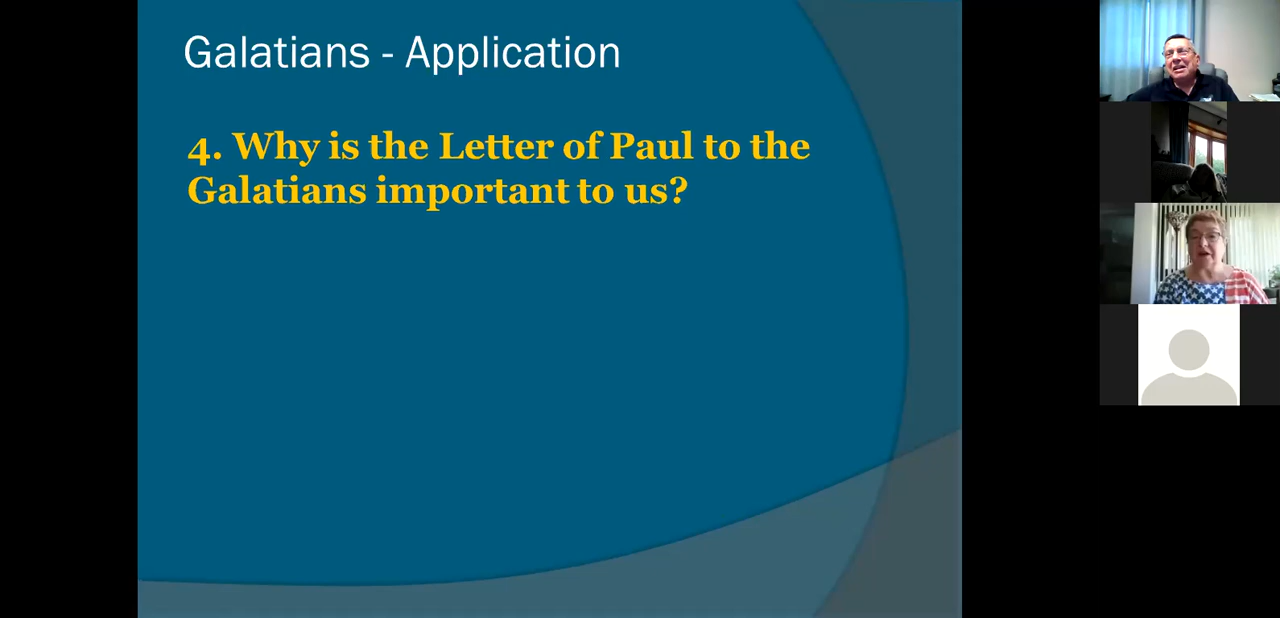 Galatians - Application
4. Why is the Letter of Paul to the
Galatians important to us?